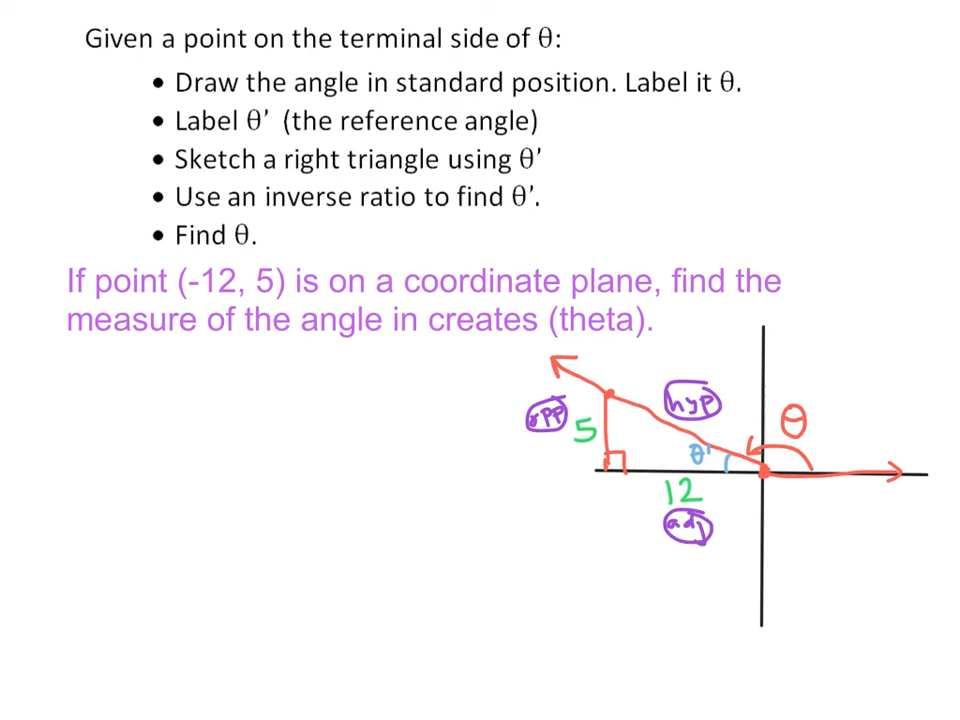 Given a point on the terminal side of θ:
• Draw the angle in standard position. Label it θ.
• Label θ’ (the reference angle)
• Sketch a right triangle using θ’
• Use an inverse ratio to find θ’.
• Find θ.
If point (-12, 5) is on a coordinate plane, find the
measure of the angle in creates (theta).
hyp
opp
5
θ
θ'
12
adj